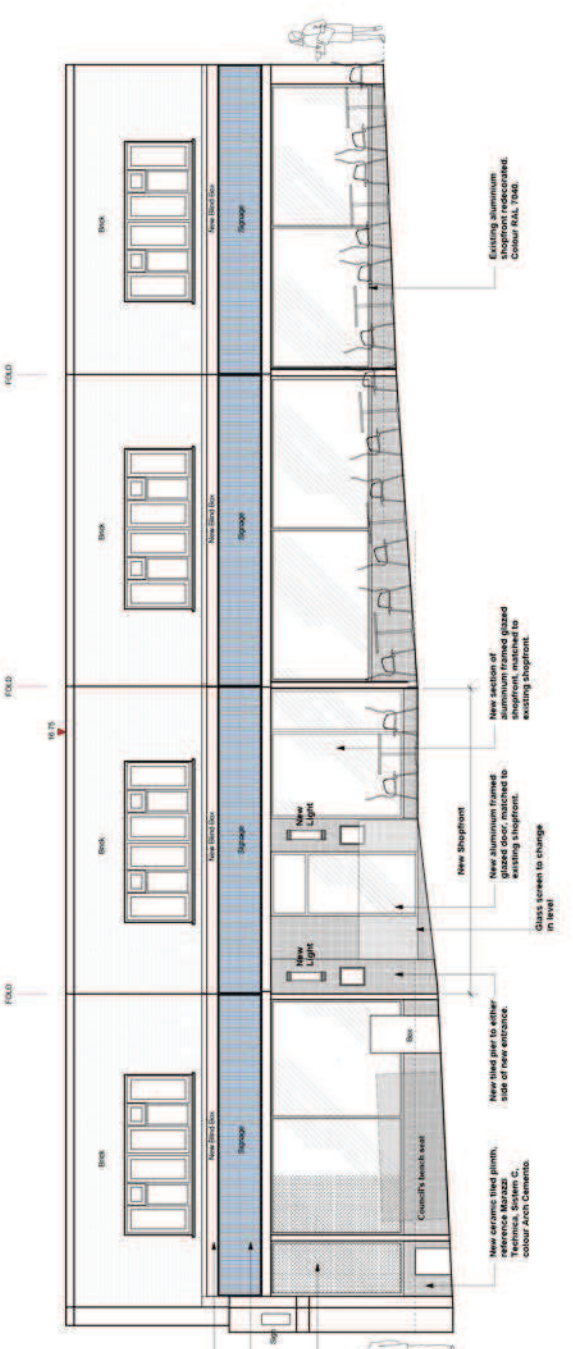 FOLD
FOLD
FOLD
16.75
Brick
Brick
Brick
Brick
New Blind Box
New Blind Box
New Blind Box
New Blind Box
Signage
Signage
Signage
Signage
New
Light
New
Light
Box
Council's bench seat
Sign
New Shopfront
New ceramic tiled plinth,
reference Marazzi
Technica, Sistem C,
colour Arch Cemento.
New tiled pier to either
side of new entrance.
Glass screen to change
in level
New aluminium framed
glazed door, matched to
existing shopfront.
New section of
aluminium framed glazed
shopfront, matched to
existing shopfront.
Existing aluminium
shopfront redecorated.
Colour RAL 7040.